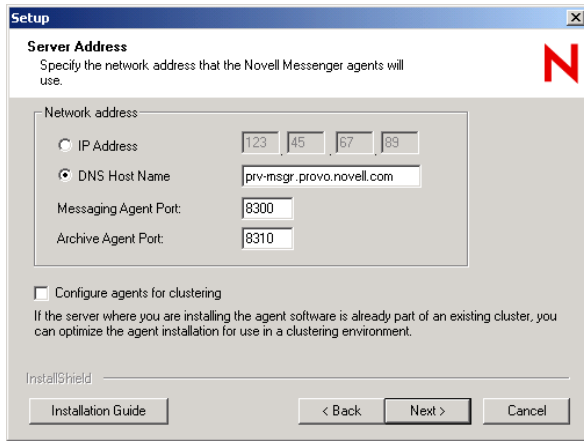 Setup
Server Address
Specify the network address that the Novell Messenger agents will
use.
N
Network address
IP Address
123 . 45 . 67 . 89
DNS Host Name
prv-msgr.provo.novell.com
Messaging Agent Port:
8300
Archive Agent Port:
8310
Configure agents for clustering
If the server where you are installing the agent software is already part of an existing cluster, you
can optimize the agent installation for use in a clustering environment.
InstallShield
Installation Guide
< Back
Next >
Cancel